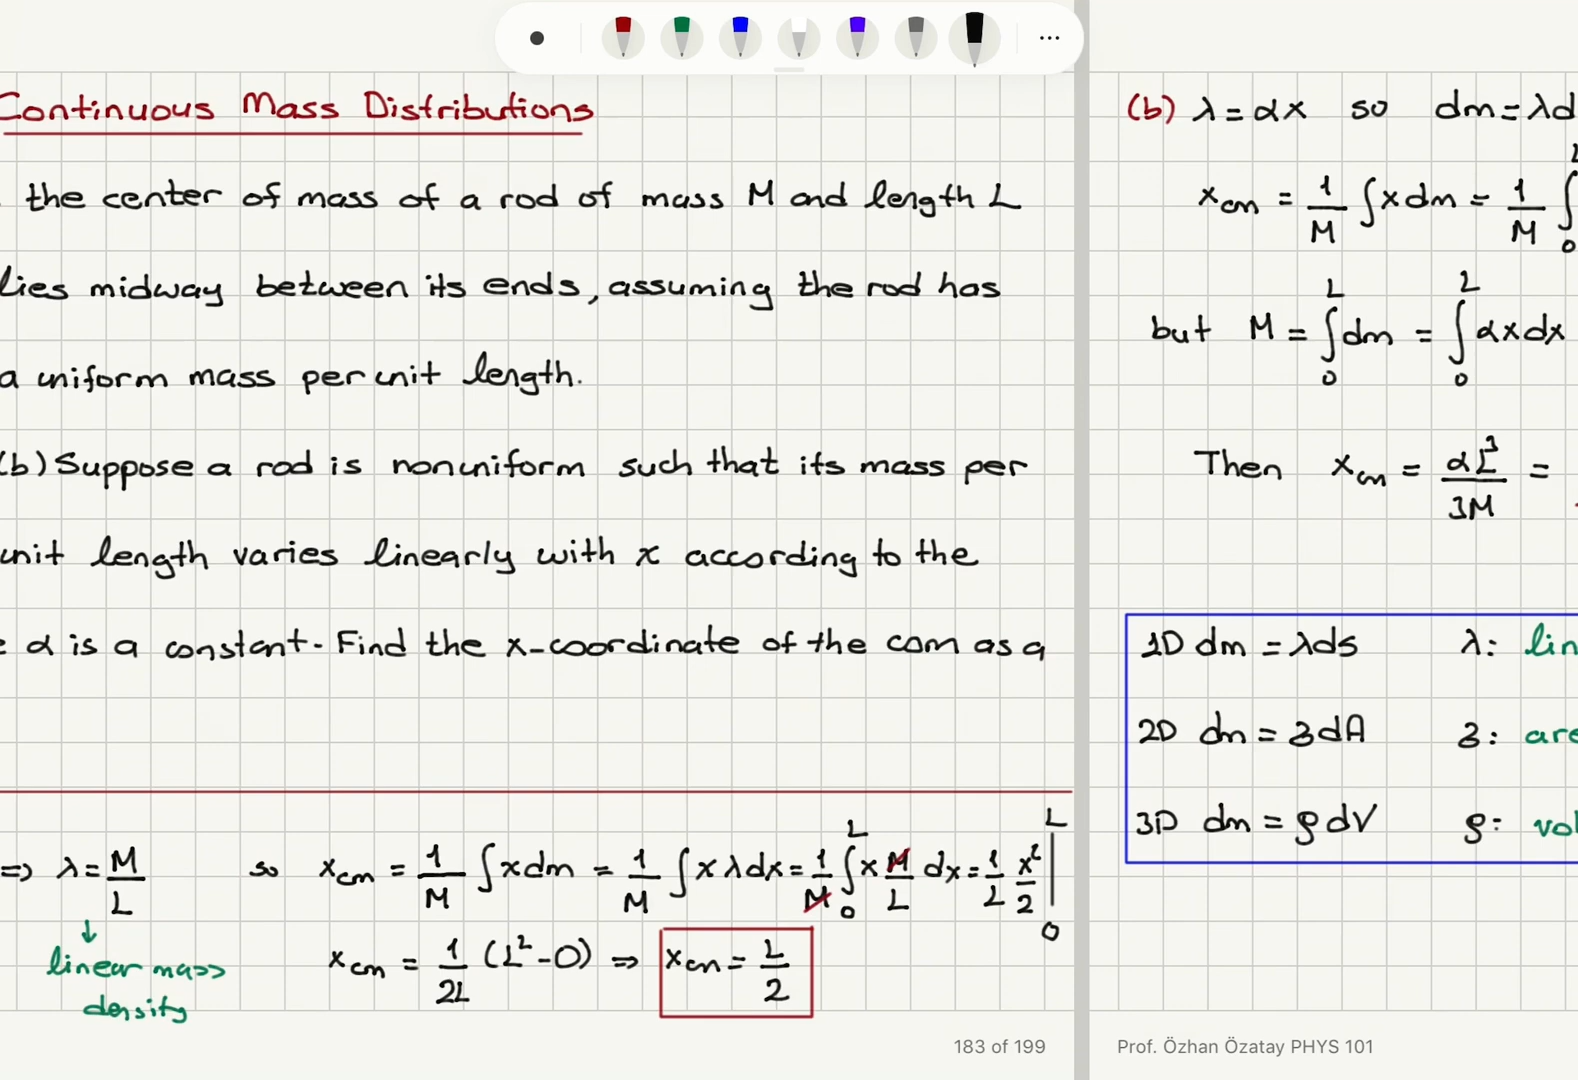 Continuous Mass Distributions
the center of mass of a rod of mass M and length L
lies midway between its ends, assuming the rod has
a uniform mass per unit length.
(b) Suppose a rod is nonuniform such that its mass per
unit length varies linearly with x according to the
α is a constant. Find the x-coordinate of the com as a
⇒ λ = M/L so x_cm = 1/M ∫ x dm = 1/M ∫ x λ dx = 1/M ∫₀ᴸ x M/L dx = 1/L x²/2 |₀ᴸ
↓
linear mass
density
x_cm = 1/2L (L² - 0) ⇒ x_cm = L/2
183 of 199
(b) λ = αx so dm = λd
x_cm = 1/M ∫ x dm = 1/M ∫₀
but M = ∫₀ᴸ dm = ∫₀ᴸ αx dx
Then x_cm = αL³/3M =
1D dm = λds λ: lin
2D dm = σdA σ: are
3D dm = ρdV ρ: vol
Prof. Özhan Özatay PHYS 101